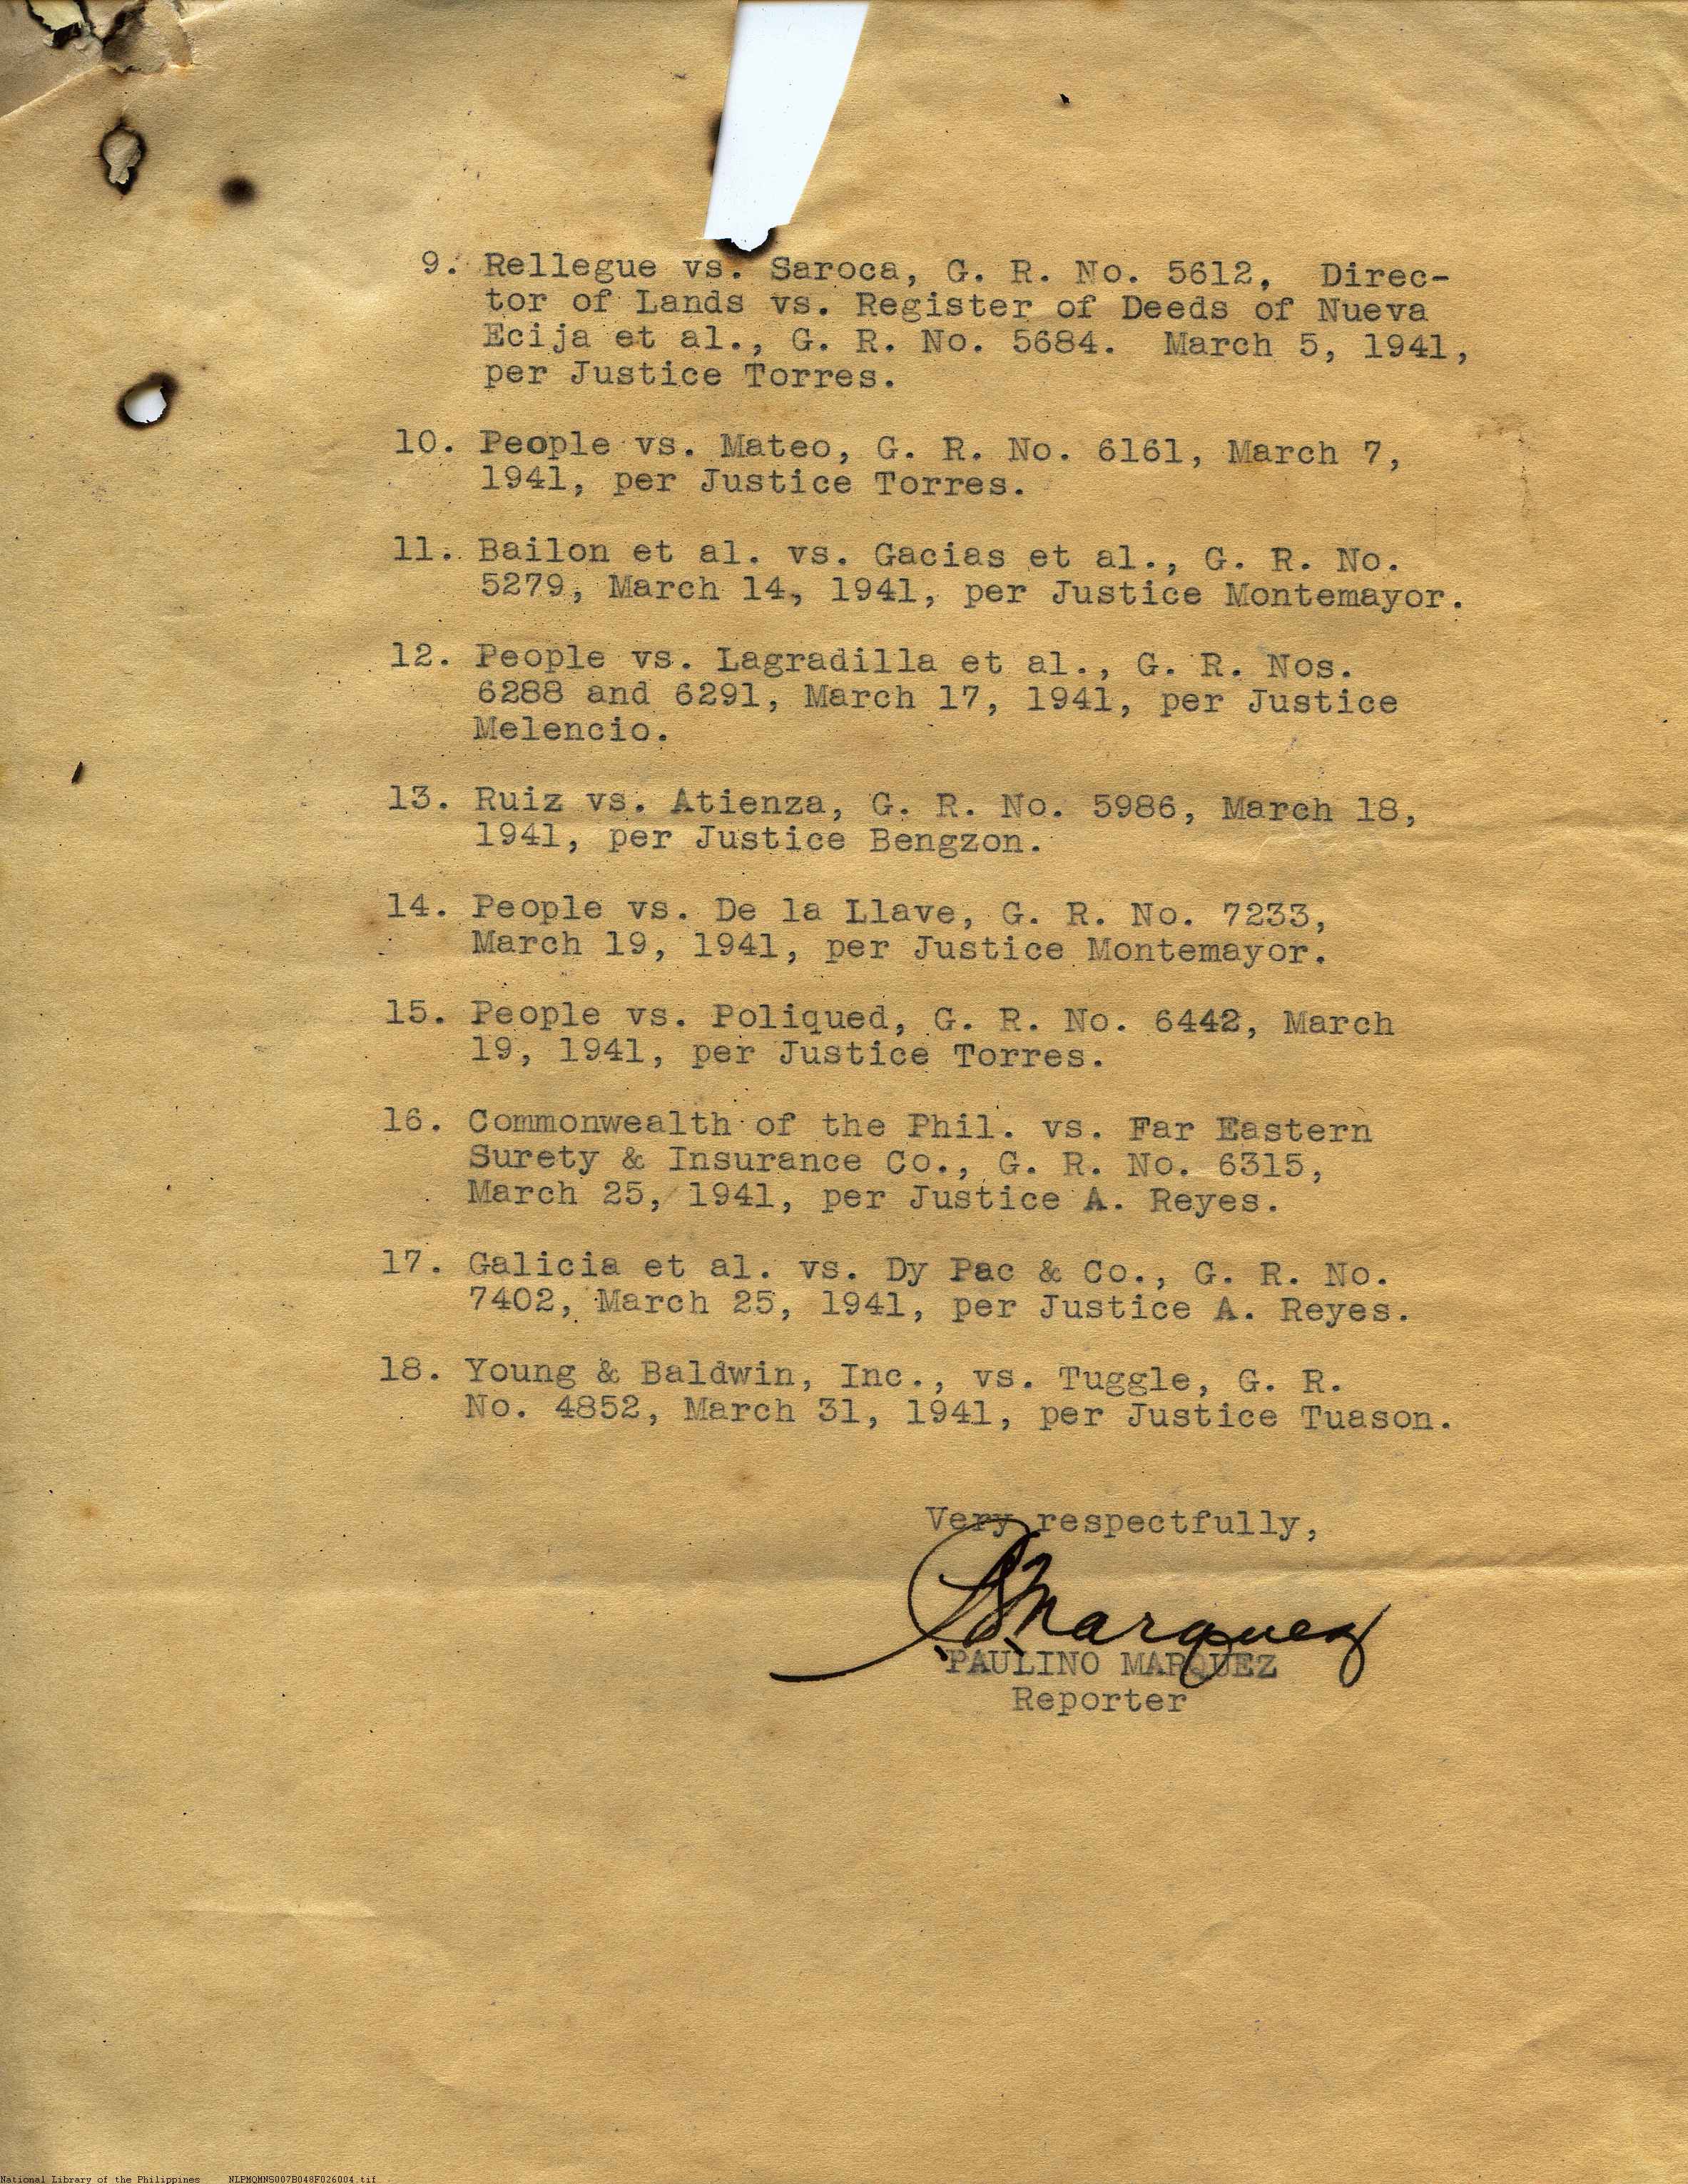 9. Rellegue vs. Saroca, G. R. No. 5612, Direc-
tor of Lands vs. Register of Deeds of Nueva
Ecija et al., G. R. No. 5684. March 5, 1941,
per Justice Torres.
10. People vs. Mateo, G. R. No. 6161, March 7,
1941, per Justice Torres.
11. Bailon et al. vs. Gacias et al., G. R. No.
5279, March 14, 1941, per Justice Montemayor.
12. People vs. Lagradilla et al., G. R. Nos.
6288 and 6291, March 17, 1941, per Justice
Melencio.
13. Ruiz vs. Atienza, G. R. No. 5986, March 18,
1941, per Justice Bengzon.
14. People vs. De la Llave, G. R. No. 7233,
March 19, 1941, per Justice Montemayor.
15. People vs. Poliqued, G. R. No. 6442, March
19, 1941, per Justice Torres.
16. Commonwealth of the Phil. vs. Far Eastern
Surety & Insurance Co., G. R. No. 6315,
March 25, 1941, per Justice A. Reyes.
17. Galicia et al. vs. Dy Pac & Co., G. R. No.
7402, March 25, 1941, per Justice A. Reyes.
18. Young & Baldwin, Inc., vs. Tuggle, G. R.
No. 4852, March 31, 1941, per Justice Tuason.
Very respectfully,
PMarquez
PAULINO MARQUEZ
Reporter
National Library of the Philippines NLPMQMNS007B048F026004.tif